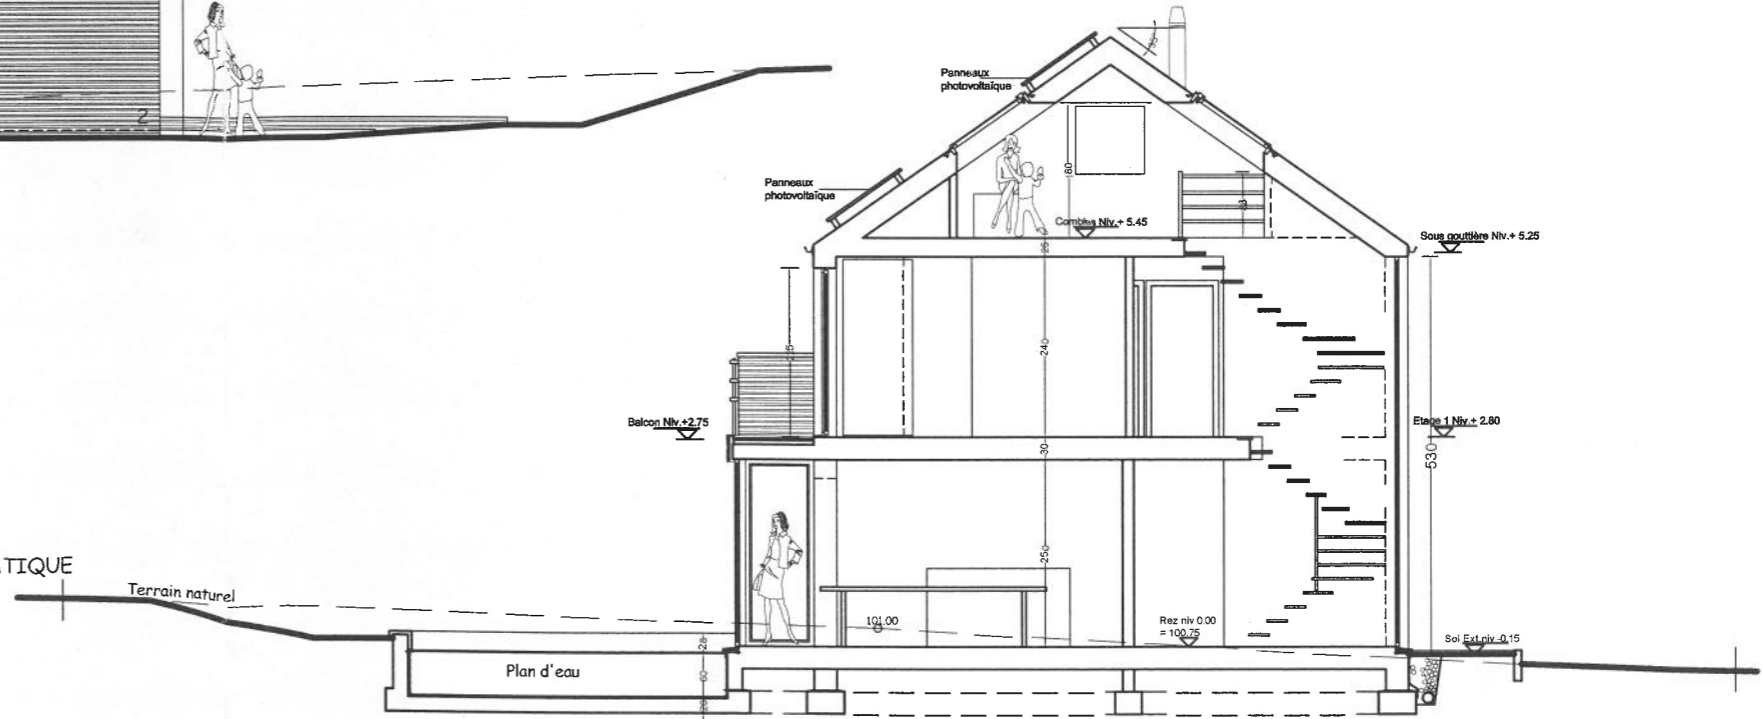 Panneaux
photovoltaïque
35°
2
180
Panneaux
photovoltaïque
Combles Niv.+ 5.45
Sous gouttière Niv.+ 5.25
25
240
Balcon Niv.+2.75
Etage 1 Niv.+ 2.80
30
530
250
TIQUE
Terrain naturel
101.00
Rez niv 0.00
= 100.75
Sol Ext.niv -0.15
28
Plan d'eau
60